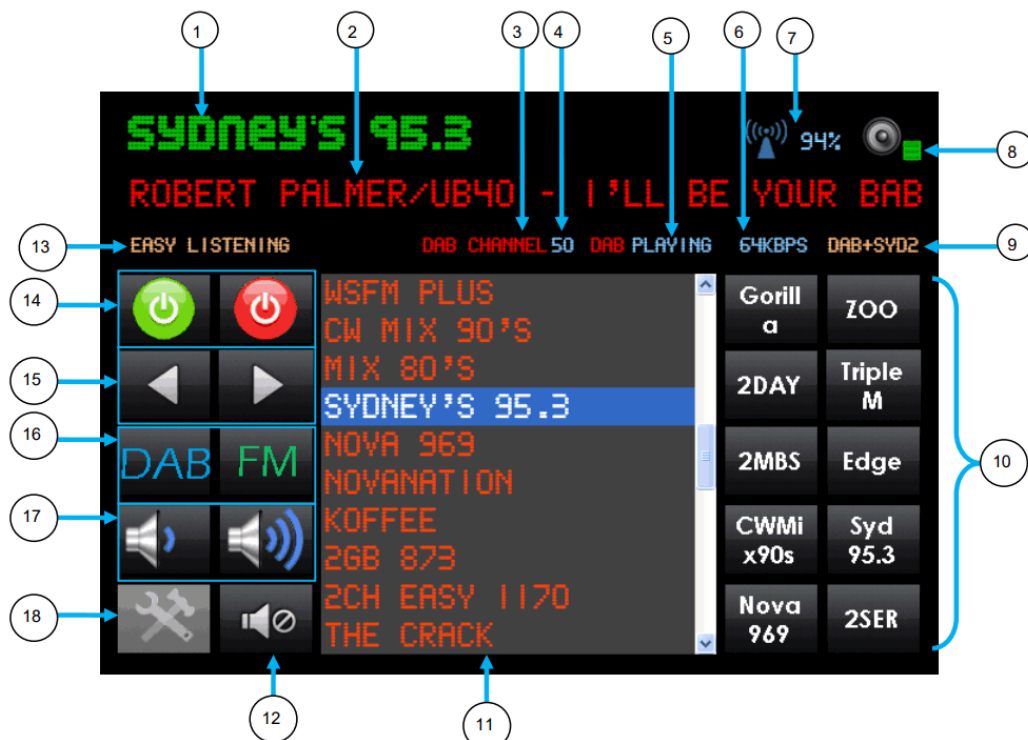 1 2 3 4 5 6 7
SYDNEY'S 95.3
94%
8
ROBERT PALMER/UB40 - I'LL BE YOUR BAB
13
EASY LISTENING
DAB CHANNEL 50 DAB PLAYING 64KBPS DAB+SYD2
9
14
15
16
DAB FM
17
18
WSFM PLUS
CW MIX 90'S
MIX 80'S
SYDNEY'S 95.3
NOVA 969
NOVANATION
KOFFEE
2GB 873
2CH EASY 1170
THE CRACK
Gorill
a
ZOO
2DAY
Triple
M
2MBS
Edge
CWMi
x90s
Syd
95.3
Nova
969
2SER
10
12
11